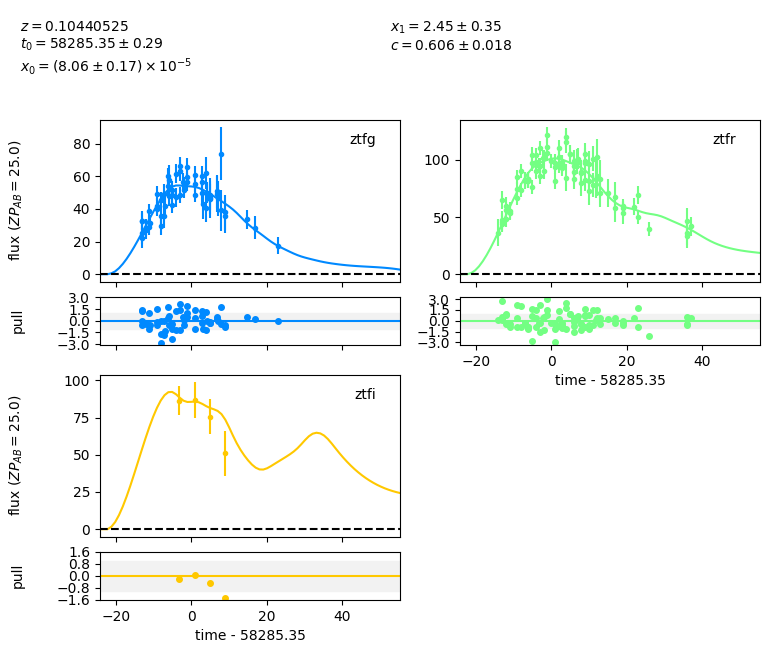 z = 0.10440525
t₀ = 58285.35 ± 0.29
x₀ = (8.06 ± 0.17) × 10⁻⁵
x₁ = 2.45 ± 0.35
c = 0.606 ± 0.018
ztfg
flux (ZP_AB = 25.0)
80
60
40
20
0
pull
3.0
1.5
0.0
−1.5
−3.0
ztfr
100
50
0
3.0
1.5
0.0
−1.5
−3.0
−20 0 20 40
time - 58285.35
ztfi
flux (ZP_AB = 25.0)
100
75
50
25
0
pull
1.6
0.8
0.0
−0.8
−1.6
−20 0 20 40
time - 58285.35